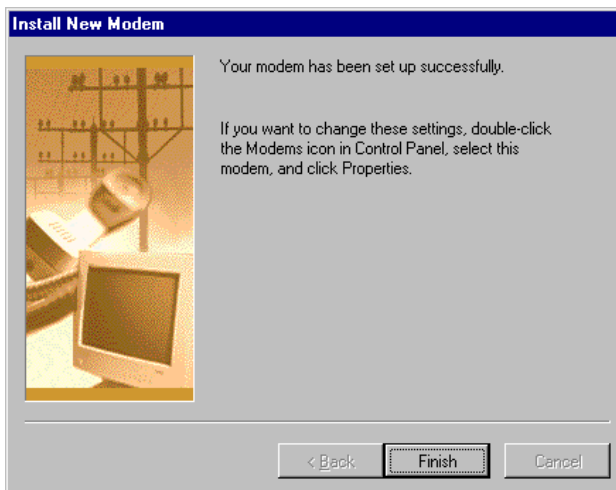 Install New Modem
Your modem has been set up successfully.
If you want to change these settings, double-click
the Modems icon in Control Panel, select this
modem, and click Properties.
< Back
Finish
Cancel